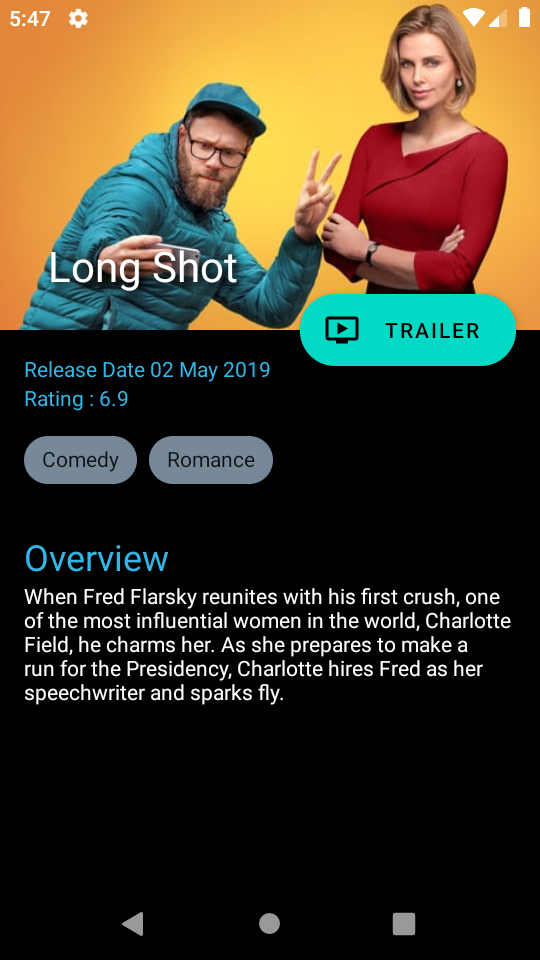 5:47
Long Shot
TRAILER
Release Date 02 May 2019
Rating : 6.9
Comedy
Romance
Overview
When Fred Flarsky reunites with his first crush, one
of the most influential women in the world, Charlotte
Field, he charms her. As she prepares to make a
run for the Presidency, Charlotte hires Fred as her
speechwriter and sparks fly.